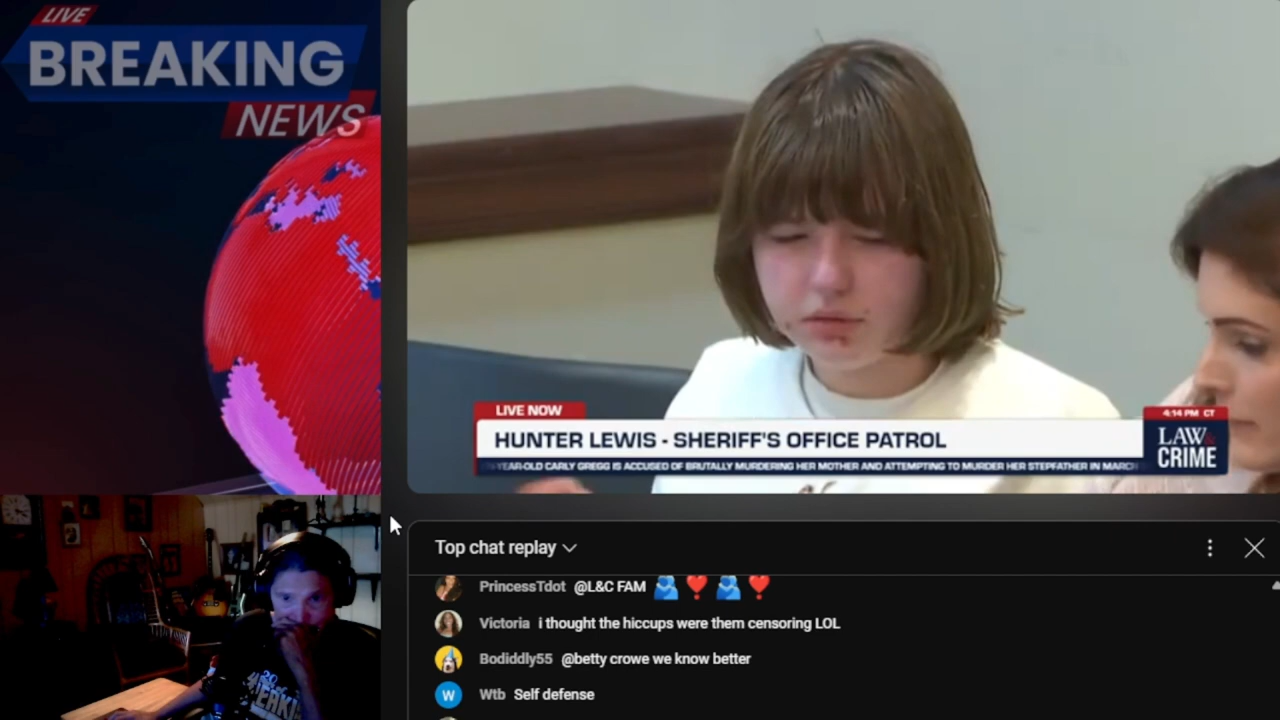 LIVE
BREAKING
NEWS
LIVE NOW
4:14 PM CT
HUNTER LEWIS - SHERIFF'S OFFICE PATROL
LAW&
CRIME
YEAR-OLD CARLY GREGG IS ACCUSED OF BRUTALLY MURDERING HER MOTHER AND ATTEMPTING TO MURDER HER STEPFATHER IN MARCH
Top chat replay
PrincessTdot @L&C FAM 🫂❣️🫂❣️
Victoria i thought the hiccups were them censoring LOL
Bodiddly55 @betty crowe we know better
W Wtb Self defense